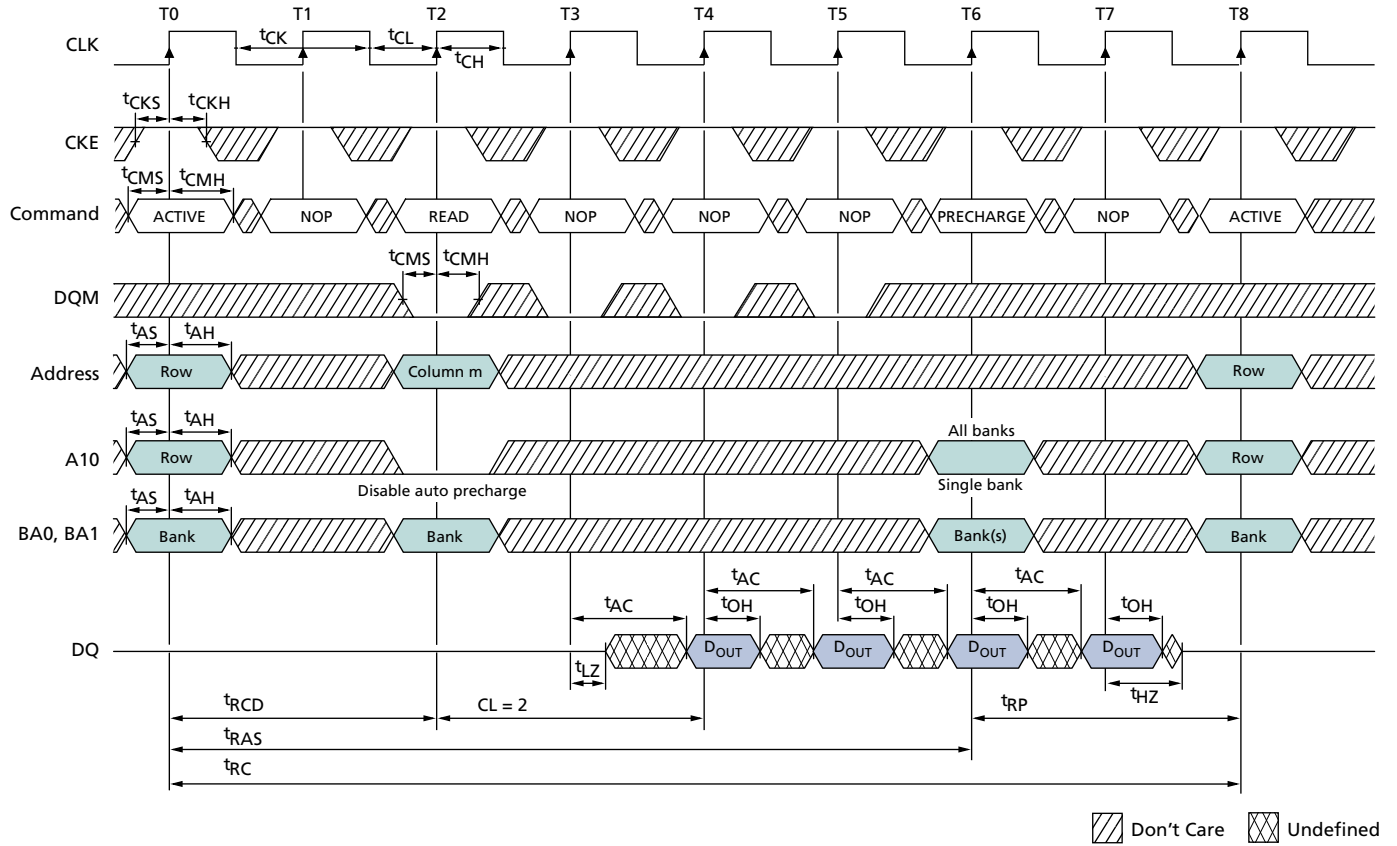 T0 T1 T2 T3 T4 T5 T6 T7 T8
CLK
tCK tCL
tCH
tCKS tCKH
CKE
tCMS tCMH
Command ACTIVE NOP READ NOP NOP NOP PRECHARGE NOP ACTIVE
tCMS tCMH
DQM
tAS tAH
Address Row Column m Row
tAS tAH
All banks
A10 Row Row
Disable auto precharge Single bank
tAS tAH
BA0, BA1 Bank Bank Bank(s) Bank
tAC tAC tAC
tAC tOH tOH tOH tOH
DQ DOUT DOUT DOUT DOUT
tLZ tHZ
tRCD CL = 2 tRP
tRAS
tRC
Don't Care Undefined